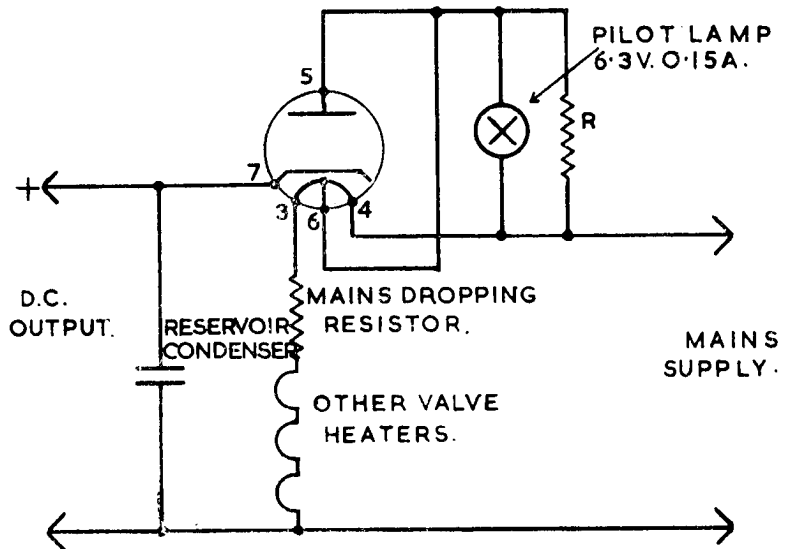 PILOT LAMP
6·3V. 0·15A.
5
R
7
+
3
6
4
D.C.
OUTPUT.
RESERVOIR
CONDENSER
MAINS DROPPING
RESISTOR.
MAINS
SUPPLY.
OTHER VALVE
HEATERS.